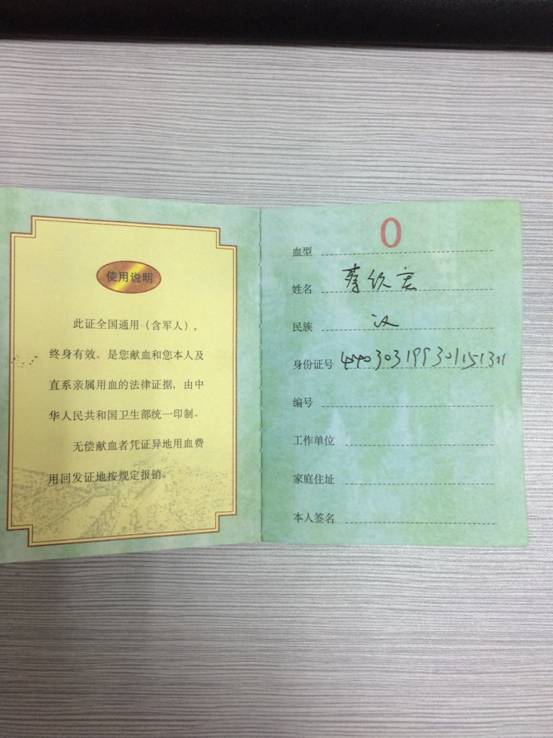 使用说明
此证全国通用（含军人），
终身有效。是您献血和您本人及
直系亲属用血的法律证据，由中
华人民共和国卫生部统一印制。
无偿献血者凭证异地用血费
用回发证地按规定报销。
血型 O
姓名 蔡欣宏
民族 汉
身份证号
编号
工作单位
家庭住址
本人签名